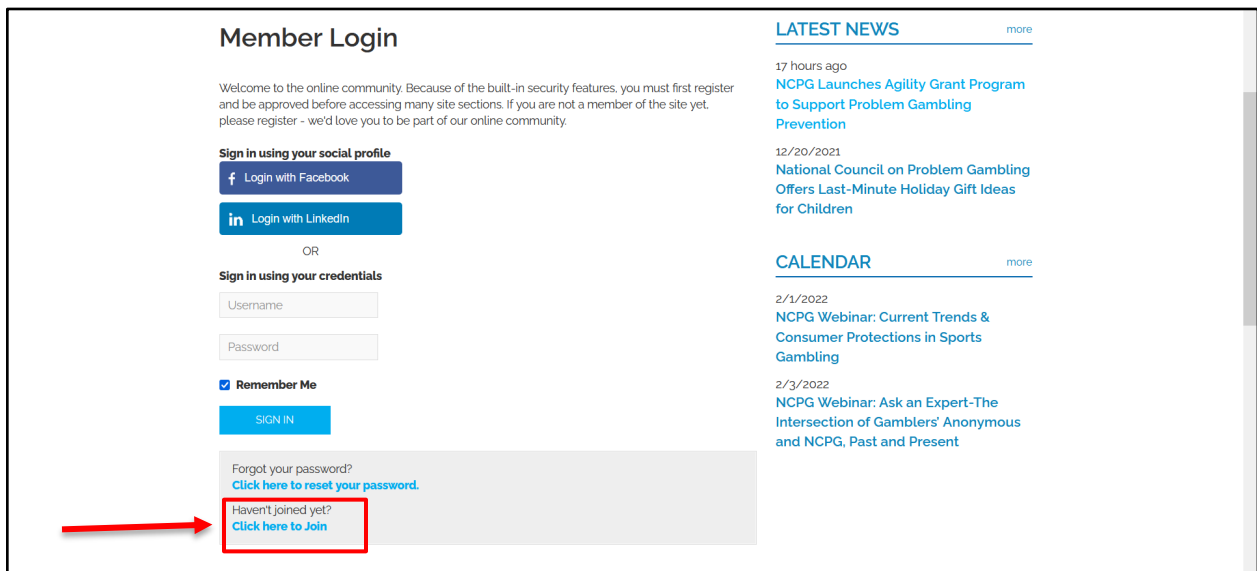 Member Login
Welcome to the online community. Because of the built-in security features, you must first register
and be approved before accessing many site sections. If you are not a member of the site yet,
please register - we'd love you to be part of our online community.
Sign in using your social profile
f Login with Facebook
in Login with LinkedIn
OR
Sign in using your credentials
Username
Password
Remember Me
SIGN IN
Forgot your password?
Click here to reset your password.
Haven't joined yet?
Click here to Join
LATEST NEWS
more
17 hours ago
NCPG Launches Agility Grant Program
to Support Problem Gambling
Prevention
12/20/2021
National Council on Problem Gambling
Offers Last-Minute Holiday Gift Ideas
for Children
CALENDAR
more
2/1/2022
NCPG Webinar: Current Trends &
Consumer Protections in Sports
Gambling
2/3/2022
NCPG Webinar: Ask an Expert-The
Intersection of Gamblers' Anonymous
and NCPG, Past and Present